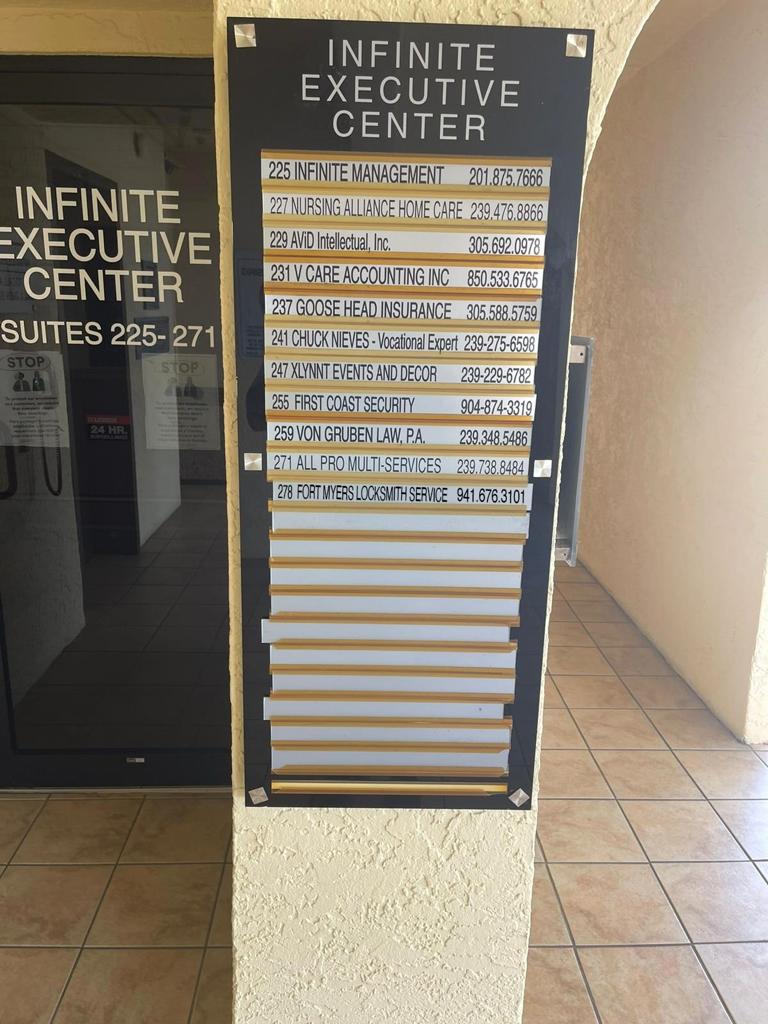 INFINITE
EXECUTIVE
CENTER
225 INFINITE MANAGEMENT 201.875.7666
227 NURSING ALLIANCE HOME CARE 239.476.8866
229 AViD Intellectual, Inc. 305.692.0978
231 V CARE ACCOUNTING INC 850.533.6765
237 GOOSE HEAD INSURANCE 305.588.5759
241 CHUCK NIEVES - Vocational Expert 239-275-6598
247 XLYNNT EVENTS AND DECOR 239-229-6782
255 FIRST COAST SECURITY 904-874-3319
259 VON GRUBEN LAW, P.A. 239.348.5486
271 ALL PRO MULTI-SERVICES 239.738.8484
278 FORT MYERS LOCKSMITH SERVICE 941.676.3101
INFINITE
EXECUTIVE
CENTER
SUITES 225-271
STOP
STOP
24 HR.